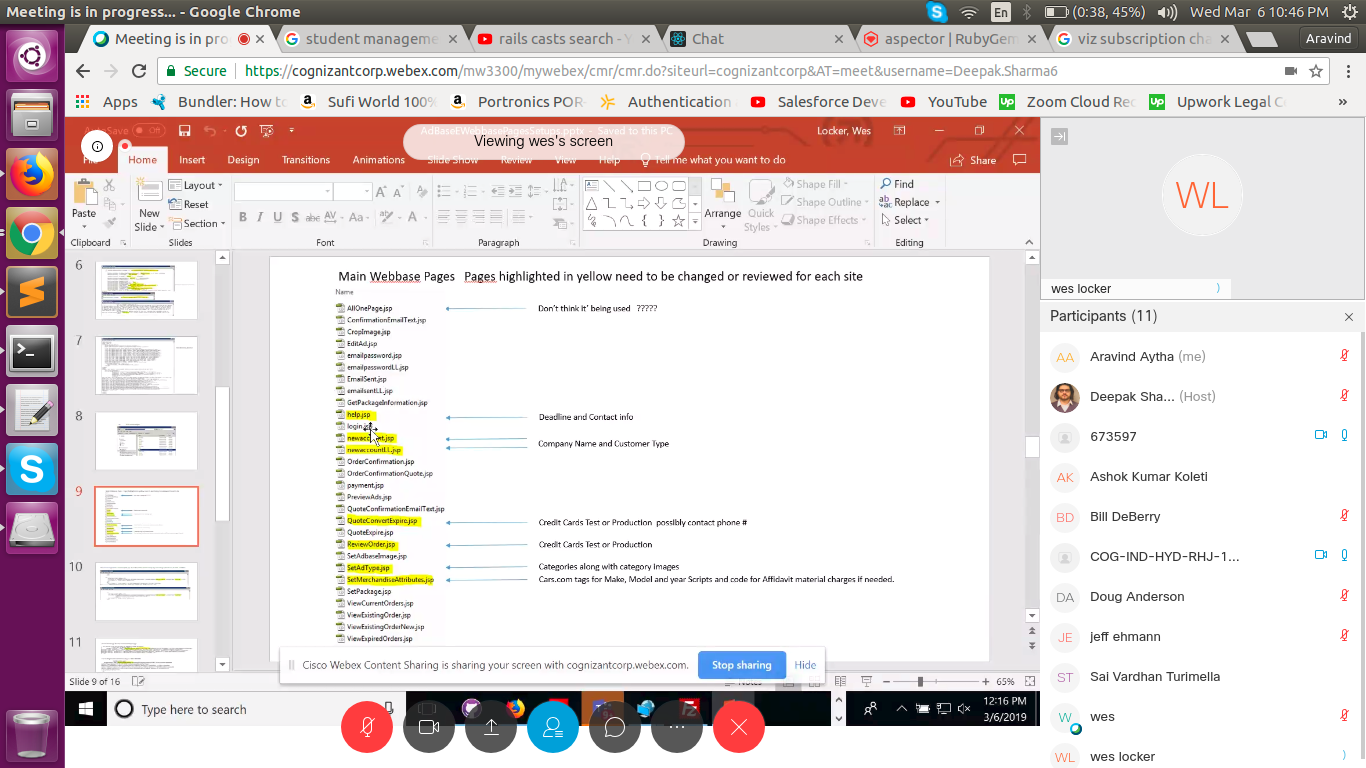 Meeting is in progress... - Google Chrome
En
(0:38, 45%)
Wed Mar 6 10:46 PM
Meeting is in pro
student manageme
rails casts search - Y
Chat
aspector | RubyGem
viz subscription cha
Aravind
Secure
https://cognizantcorp.webex.com/mw3300/mywebex/cmr/cmr.do?siteurl=cognizantcorp&AT=meet&username=Deepak.Sharma6
Apps
Bundler: How to
Sufi World 100%
Portronics POR-
Authentication
Salesforce Deve
YouTube
Zoom Cloud Rec
Upwork Legal C
»
AutoSave Off
AdBaseEWebbasePagesSetups.pptx - Saved to this PC
Locker, Wes
Viewing wes's screen
Home
Insert
Design
Transitions
Animations
Slide Show
Review
View
Help
Tell me what you want to do
Share
Paste
New
Slide
Layout
Reset
Section
B I U S abc AV Aa A
Arrange
Quick
Styles
Shape Fill
Shape Outline
Shape Effects
Find
Replace
Select
Clipboard
Slides
Font
Paragraph
Drawing
Editing
6
7
8
9
10
11
Main Webbase Pages Pages highlighted in yellow need to be changed or reviewed for each site
Name
AllOnePage.jsp
Don't think it' being used ?????
ConfirmationEmailText.jsp
CropImage.jsp
EditAd.jsp
emailpassword.jsp
emailpasswordLL.jsp
EmailSent.jsp
emailsentLL.jsp
GetPackageInformation.jsp
help.jsp
Deadline and Contact info
login.jsp
newaccount.jsp
Company Name and Customer Type
newaccountLL.jsp
OrderConfirmation.jsp
OrderConfirmationQuote.jsp
payment.jsp
PreviewAds.jsp
QuoteConfirmationEmailText.jsp
QuoteConvertExpire.jsp
Credit Cards Test or Production possibly contact phone #
QuoteExpire.jsp
ReviewOrder.jsp
Credit Cards Test or Production
SetAdbaseImage.jsp
SetAdType.jsp
Categories along with category Images
SetMerchandiseAttributes.jsp
Cars.com tags for Make, Model and year Scripts and code for Affidavit material charges if needed.
SetPackage.jsp
ViewCurrentOrders.jsp
ViewExistingOrder.jsp
ViewExistingOrderNew.jsp
ViewExpiredOrders.jsp
Cisco Webex Content Sharing is sharing your screen with cognizantcorp.webex.com.
Stop sharing
Hide
Slide 9 of 16
Notes
65%
Type here to search
12:16 PM
3/6/2019
WL
wes locker
Participants (11)
AA
Aravind Aytha (me)
Deepak Sha... (Host)
673597
AK
Ashok Kumar Koleti
BD
Bill DeBerry
COG-IND-HYD-RHJ-1...
DA
Doug Anderson
JE
jeff ehmann
ST
Sai Vardhan Turimella
W
wes
WL
wes locker